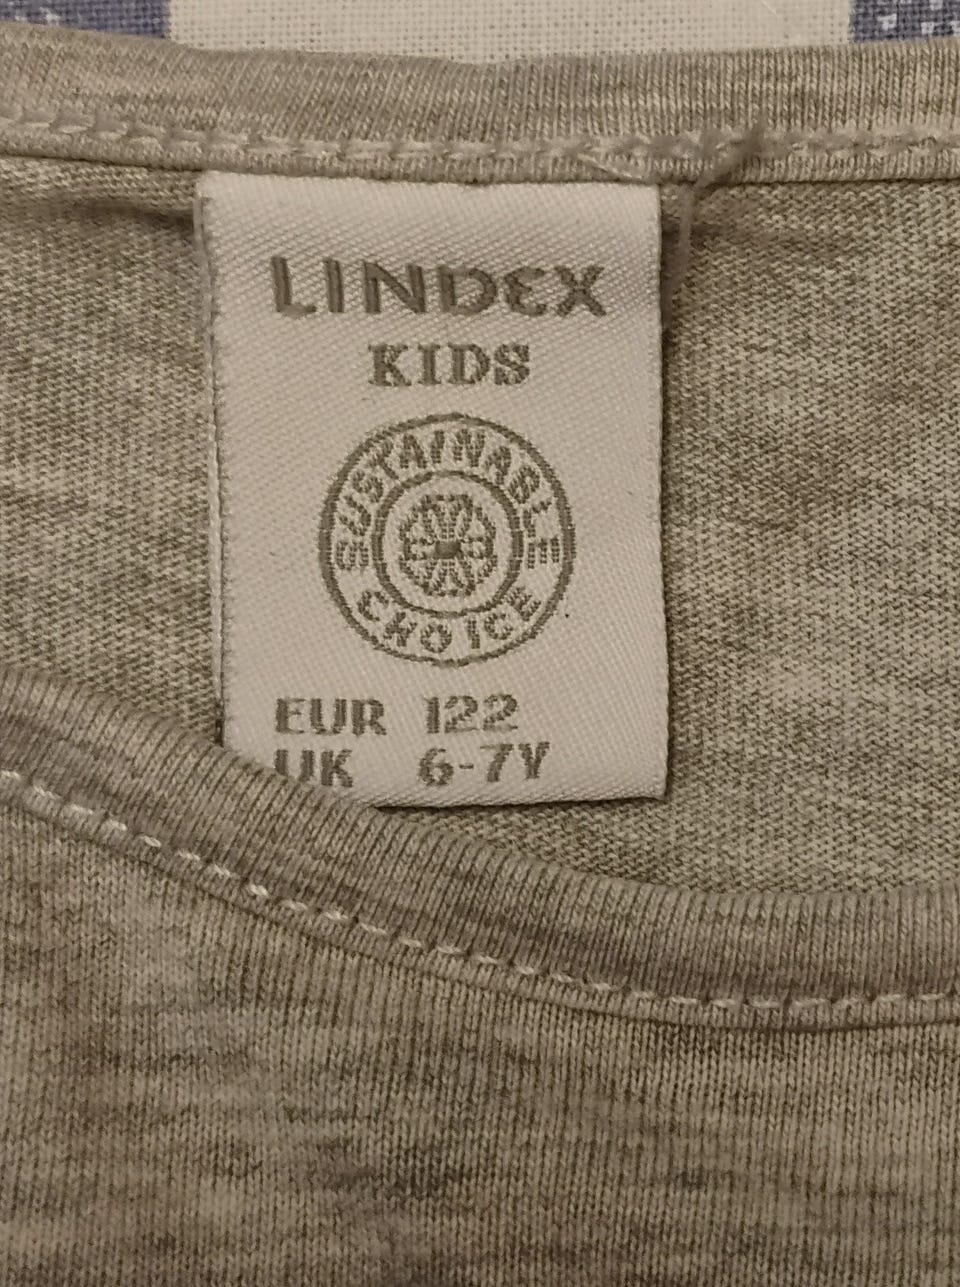 LINDEX
KIDS
SUSTAINABLE
CHOICE
EUR 122
UK 6-7Y